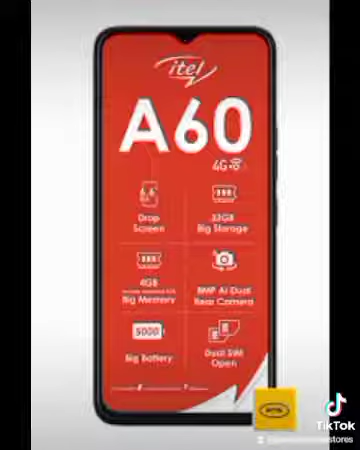 itel
A60
4G
6.6
Drop
Screen
32GB
Big Storage
4GB
Big Memory
8MP AI Dual
Rear Camera
5000
Big Battery
Dual SIM
Open
TikTok